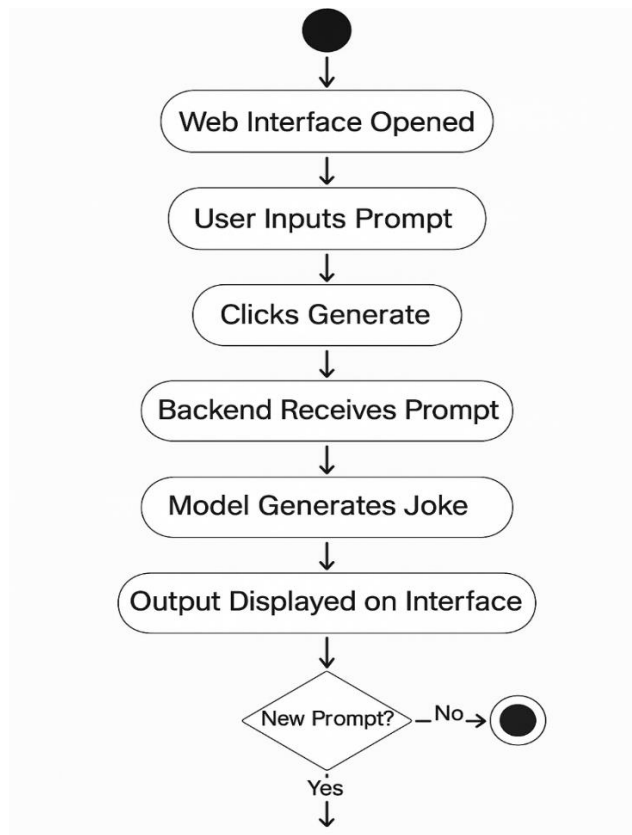 Web Interface Opened
User Inputs Prompt
Clicks Generate
Backend Receives Prompt
Model Generates Joke
Output Displayed on Interface
New Prompt?
No
Yes